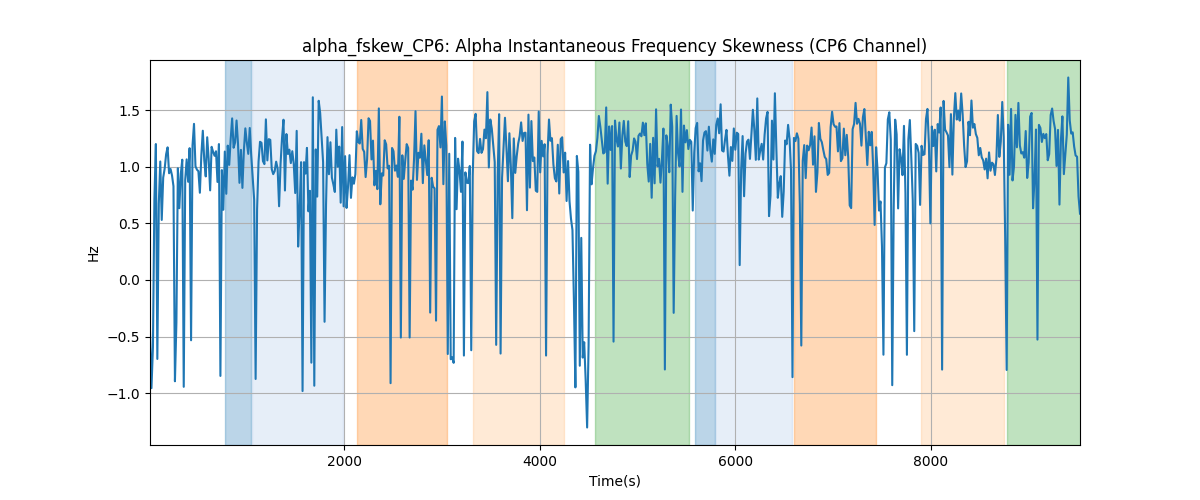 alpha_fskew_CP6: Alpha Instantaneous Frequency Skewness (CP6 Channel)
1.5
1.0
0.5
0.0
−0.5
−1.0
Hz
2000 4000 6000 8000
Time(s)